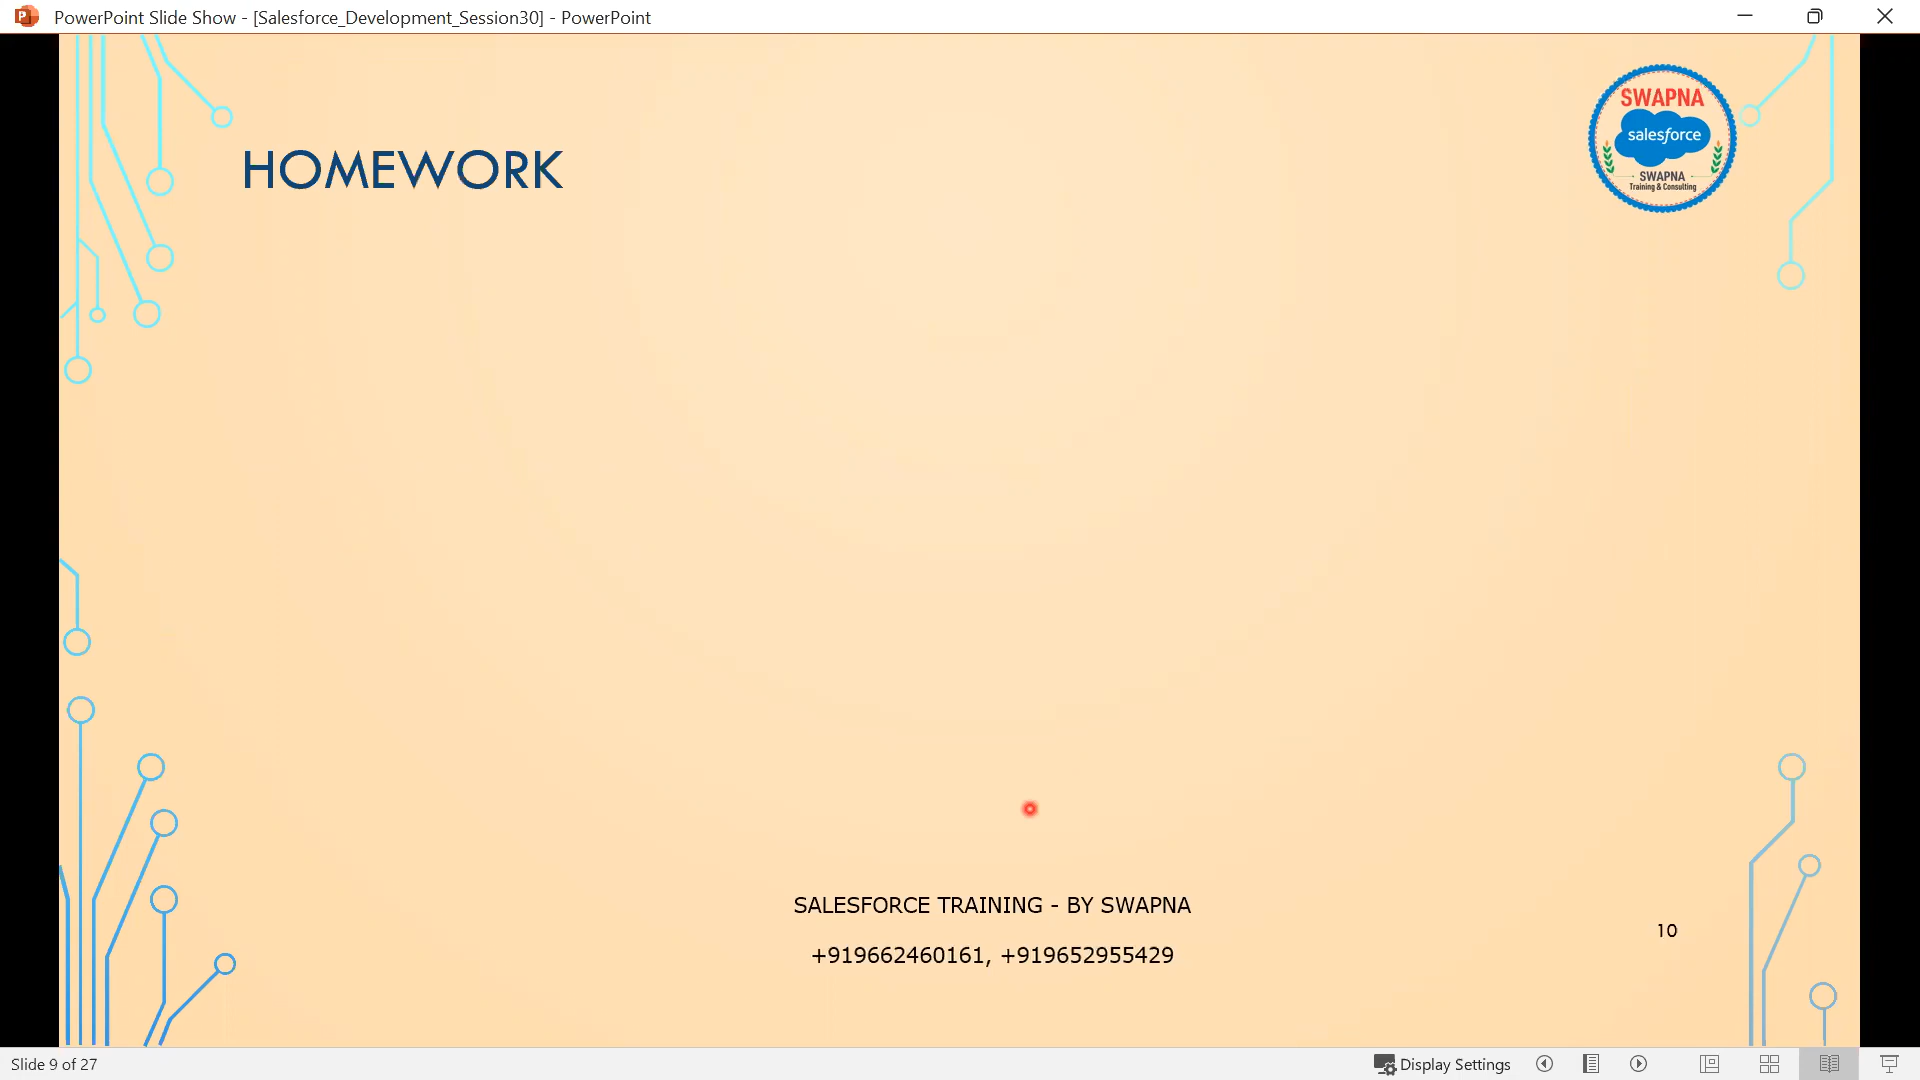 PowerPoint Slide Show - [Salesforce_Development_Session30] - PowerPoint
SWAPNA
salesforce
SWAPNA
Training & Consulting
HOMEWORK
SALESFORCE TRAINING - BY SWAPNA
+919662460161, +919652955429
10
Slide 9 of 27
Display Settings